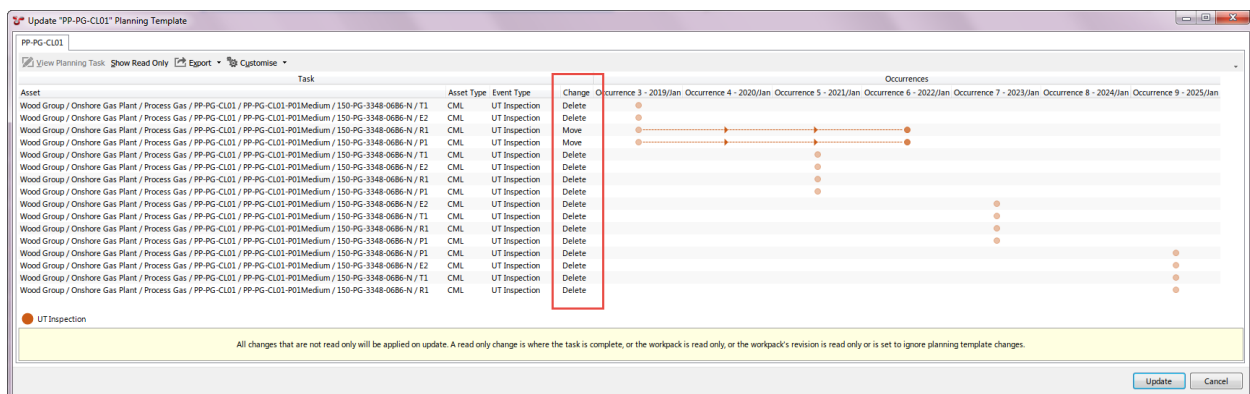 Update "PP-PG-CL01" Planning Template
PP-PG-CL01
View Planning Task Show Read Only Export Customise
Task Occurrences
Asset Asset Type Event Type Change Occurrence 3 - 2019/Jan Occurrence 4 - 2020/Jan Occurrence 5 - 2021/Jan Occurrence 6 - 2022/Jan Occurrence 7 - 2023/Jan Occurrence 8 - 2024/Jan Occurrence 9 - 2025/Jan
Wood Group / Onshore Gas Plant / Process Gas / PP-PG-CL01 / PP-PG-CL01-P01Medium / 150-PG-3348-06B6-N / T1 CML UT Inspection Delete
Wood Group / Onshore Gas Plant / Process Gas / PP-PG-CL01 / PP-PG-CL01-P01Medium / 150-PG-3348-06B6-N / E2 CML UT Inspection Delete
Wood Group / Onshore Gas Plant / Process Gas / PP-PG-CL01 / PP-PG-CL01-P01Medium / 150-PG-3348-06B6-N / R1 CML UT Inspection Move
Wood Group / Onshore Gas Plant / Process Gas / PP-PG-CL01 / PP-PG-CL01-P01Medium / 150-PG-3348-06B6-N / P1 CML UT Inspection Move
Wood Group / Onshore Gas Plant / Process Gas / PP-PG-CL01 / PP-PG-CL01-P01Medium / 150-PG-3348-06B6-N / T1 CML UT Inspection Delete
Wood Group / Onshore Gas Plant / Process Gas / PP-PG-CL01 / PP-PG-CL01-P01Medium / 150-PG-3348-06B6-N / E2 CML UT Inspection Delete
Wood Group / Onshore Gas Plant / Process Gas / PP-PG-CL01 / PP-PG-CL01-P01Medium / 150-PG-3348-06B6-N / R1 CML UT Inspection Delete
Wood Group / Onshore Gas Plant / Process Gas / PP-PG-CL01 / PP-PG-CL01-P01Medium / 150-PG-3348-06B6-N / P1 CML UT Inspection Delete
Wood Group / Onshore Gas Plant / Process Gas / PP-PG-CL01 / PP-PG-CL01-P01Medium / 150-PG-3348-06B6-N / E2 CML UT Inspection Delete
Wood Group / Onshore Gas Plant / Process Gas / PP-PG-CL01 / PP-PG-CL01-P01Medium / 150-PG-3348-06B6-N / T1 CML UT Inspection Delete
Wood Group / Onshore Gas Plant / Process Gas / PP-PG-CL01 / PP-PG-CL01-P01Medium / 150-PG-3348-06B6-N / R1 CML UT Inspection Delete
Wood Group / Onshore Gas Plant / Process Gas / PP-PG-CL01 / PP-PG-CL01-P01Medium / 150-PG-3348-06B6-N / P1 CML UT Inspection Delete
Wood Group / Onshore Gas Plant / Process Gas / PP-PG-CL01 / PP-PG-CL01-P01Medium / 150-PG-3348-06B6-N / P1 CML UT Inspection Delete
Wood Group / Onshore Gas Plant / Process Gas / PP-PG-CL01 / PP-PG-CL01-P01Medium / 150-PG-3348-06B6-N / E2 CML UT Inspection Delete
Wood Group / Onshore Gas Plant / Process Gas / PP-PG-CL01 / PP-PG-CL01-P01Medium / 150-PG-3348-06B6-N / T1 CML UT Inspection Delete
Wood Group / Onshore Gas Plant / Process Gas / PP-PG-CL01 / PP-PG-CL01-P01Medium / 150-PG-3348-06B6-N / R1 CML UT Inspection Delete
UT Inspection
All changes that are not read only will be applied on update. A read only change is where the task is complete, or the workpack is read only, or the workpack's revision is read only or is set to ignore planning template changes.
Update Cancel